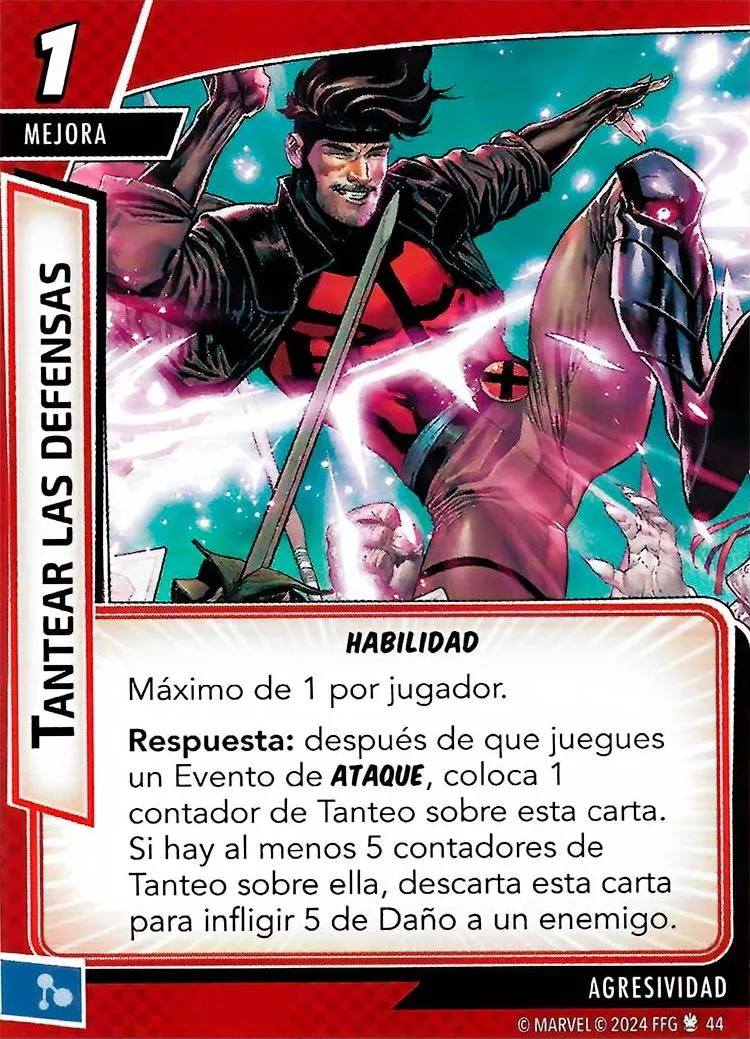 1
MEJORA
TANTEAR LAS DEFENSAS
HABILIDAD
Máximo de 1 por jugador.
Respuesta: después de que juegues
un Evento de ATAQUE, coloca 1
contador de Tanteo sobre esta carta.
Si hay al menos 5 contadores de
Tanteo sobre ella, descarta esta carta
para infligir 5 de Daño a un enemigo.
AGRESIVIDAD
© MARVEL © 2024 FFG 44